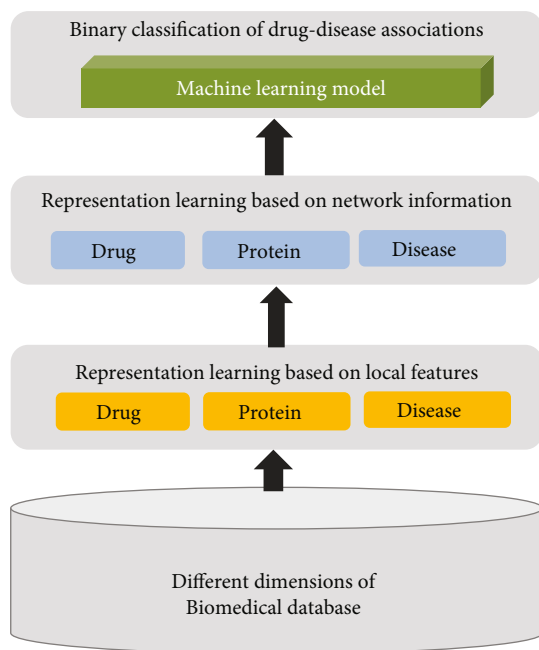 Binary classification of drug-disease associations
Machine learning model
Representation learning based on network information
Drug
Protein
Disease
Representation learning based on local features
Drug
Protein
Disease
Different dimensions of
Biomedical database